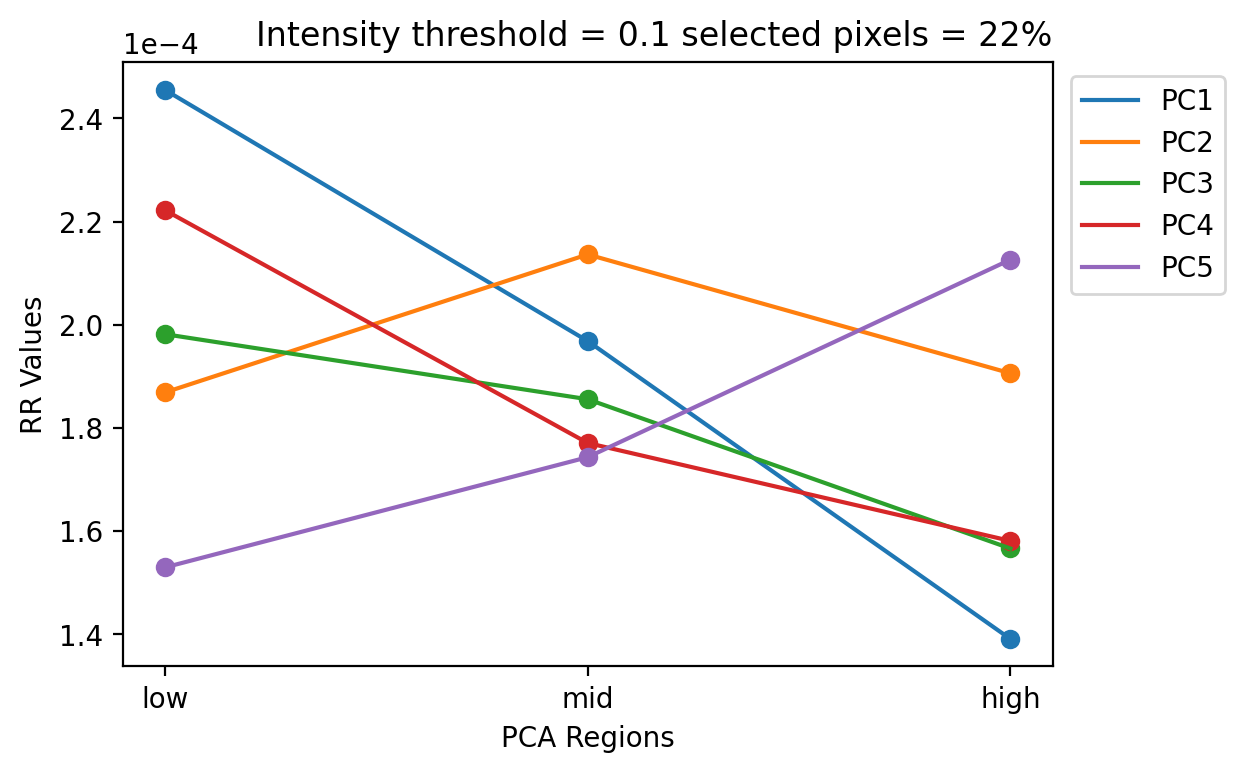 Intensity threshold = 0.1 selected pixels = 22%
1e−4
2.4
2.2
2.0
1.8
1.6
1.4
RR Values
low
mid
high
PCA Regions
PC1
PC2
PC3
PC4
PC5